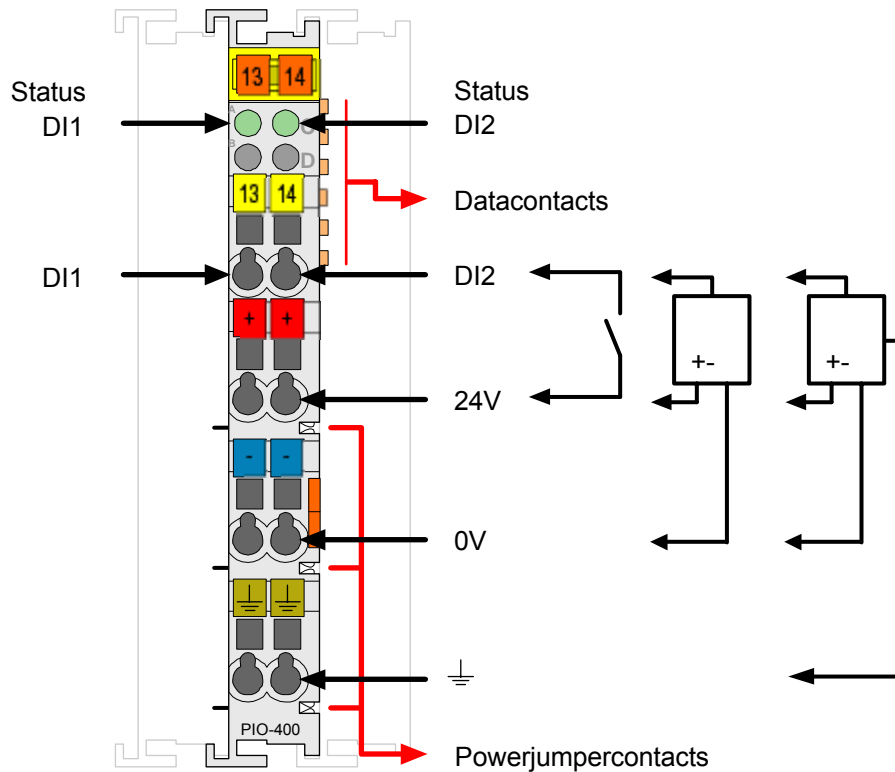 13 14
Status
DI1
Status
DI2
A
C
B
D
13 14
Datacontacts
DI1
DI2
+ +
+-
+-
24V
- -
0V
PIO-400
Powerjumpercontacts